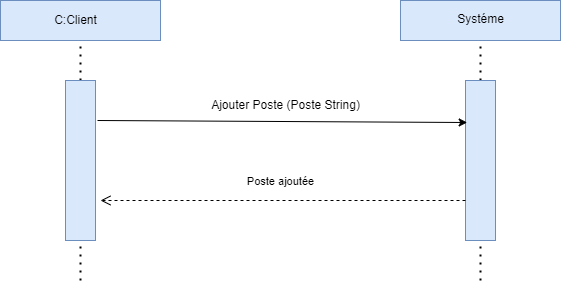 C:Client
Systéme
Ajouter Poste (Poste String)
Poste ajoutée